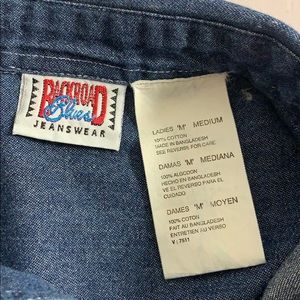 BACKROAD
Blues
JEANSWEAR
LADIES 'M' MEDIUM
100% COTTON
MADE IN BANGLADESH
SEE REVERSE FOR CARE
DAMAS 'M' MEDIANA
100% ALGODON
HECHO EN BANGLADESH
VE EL REVERSO PARA EL
CUIDADO
DAMES 'M' MOYEN
100% COTON
FAIT AU BANGLADESH
ENTRETIEN AU VERSO
V : 7511